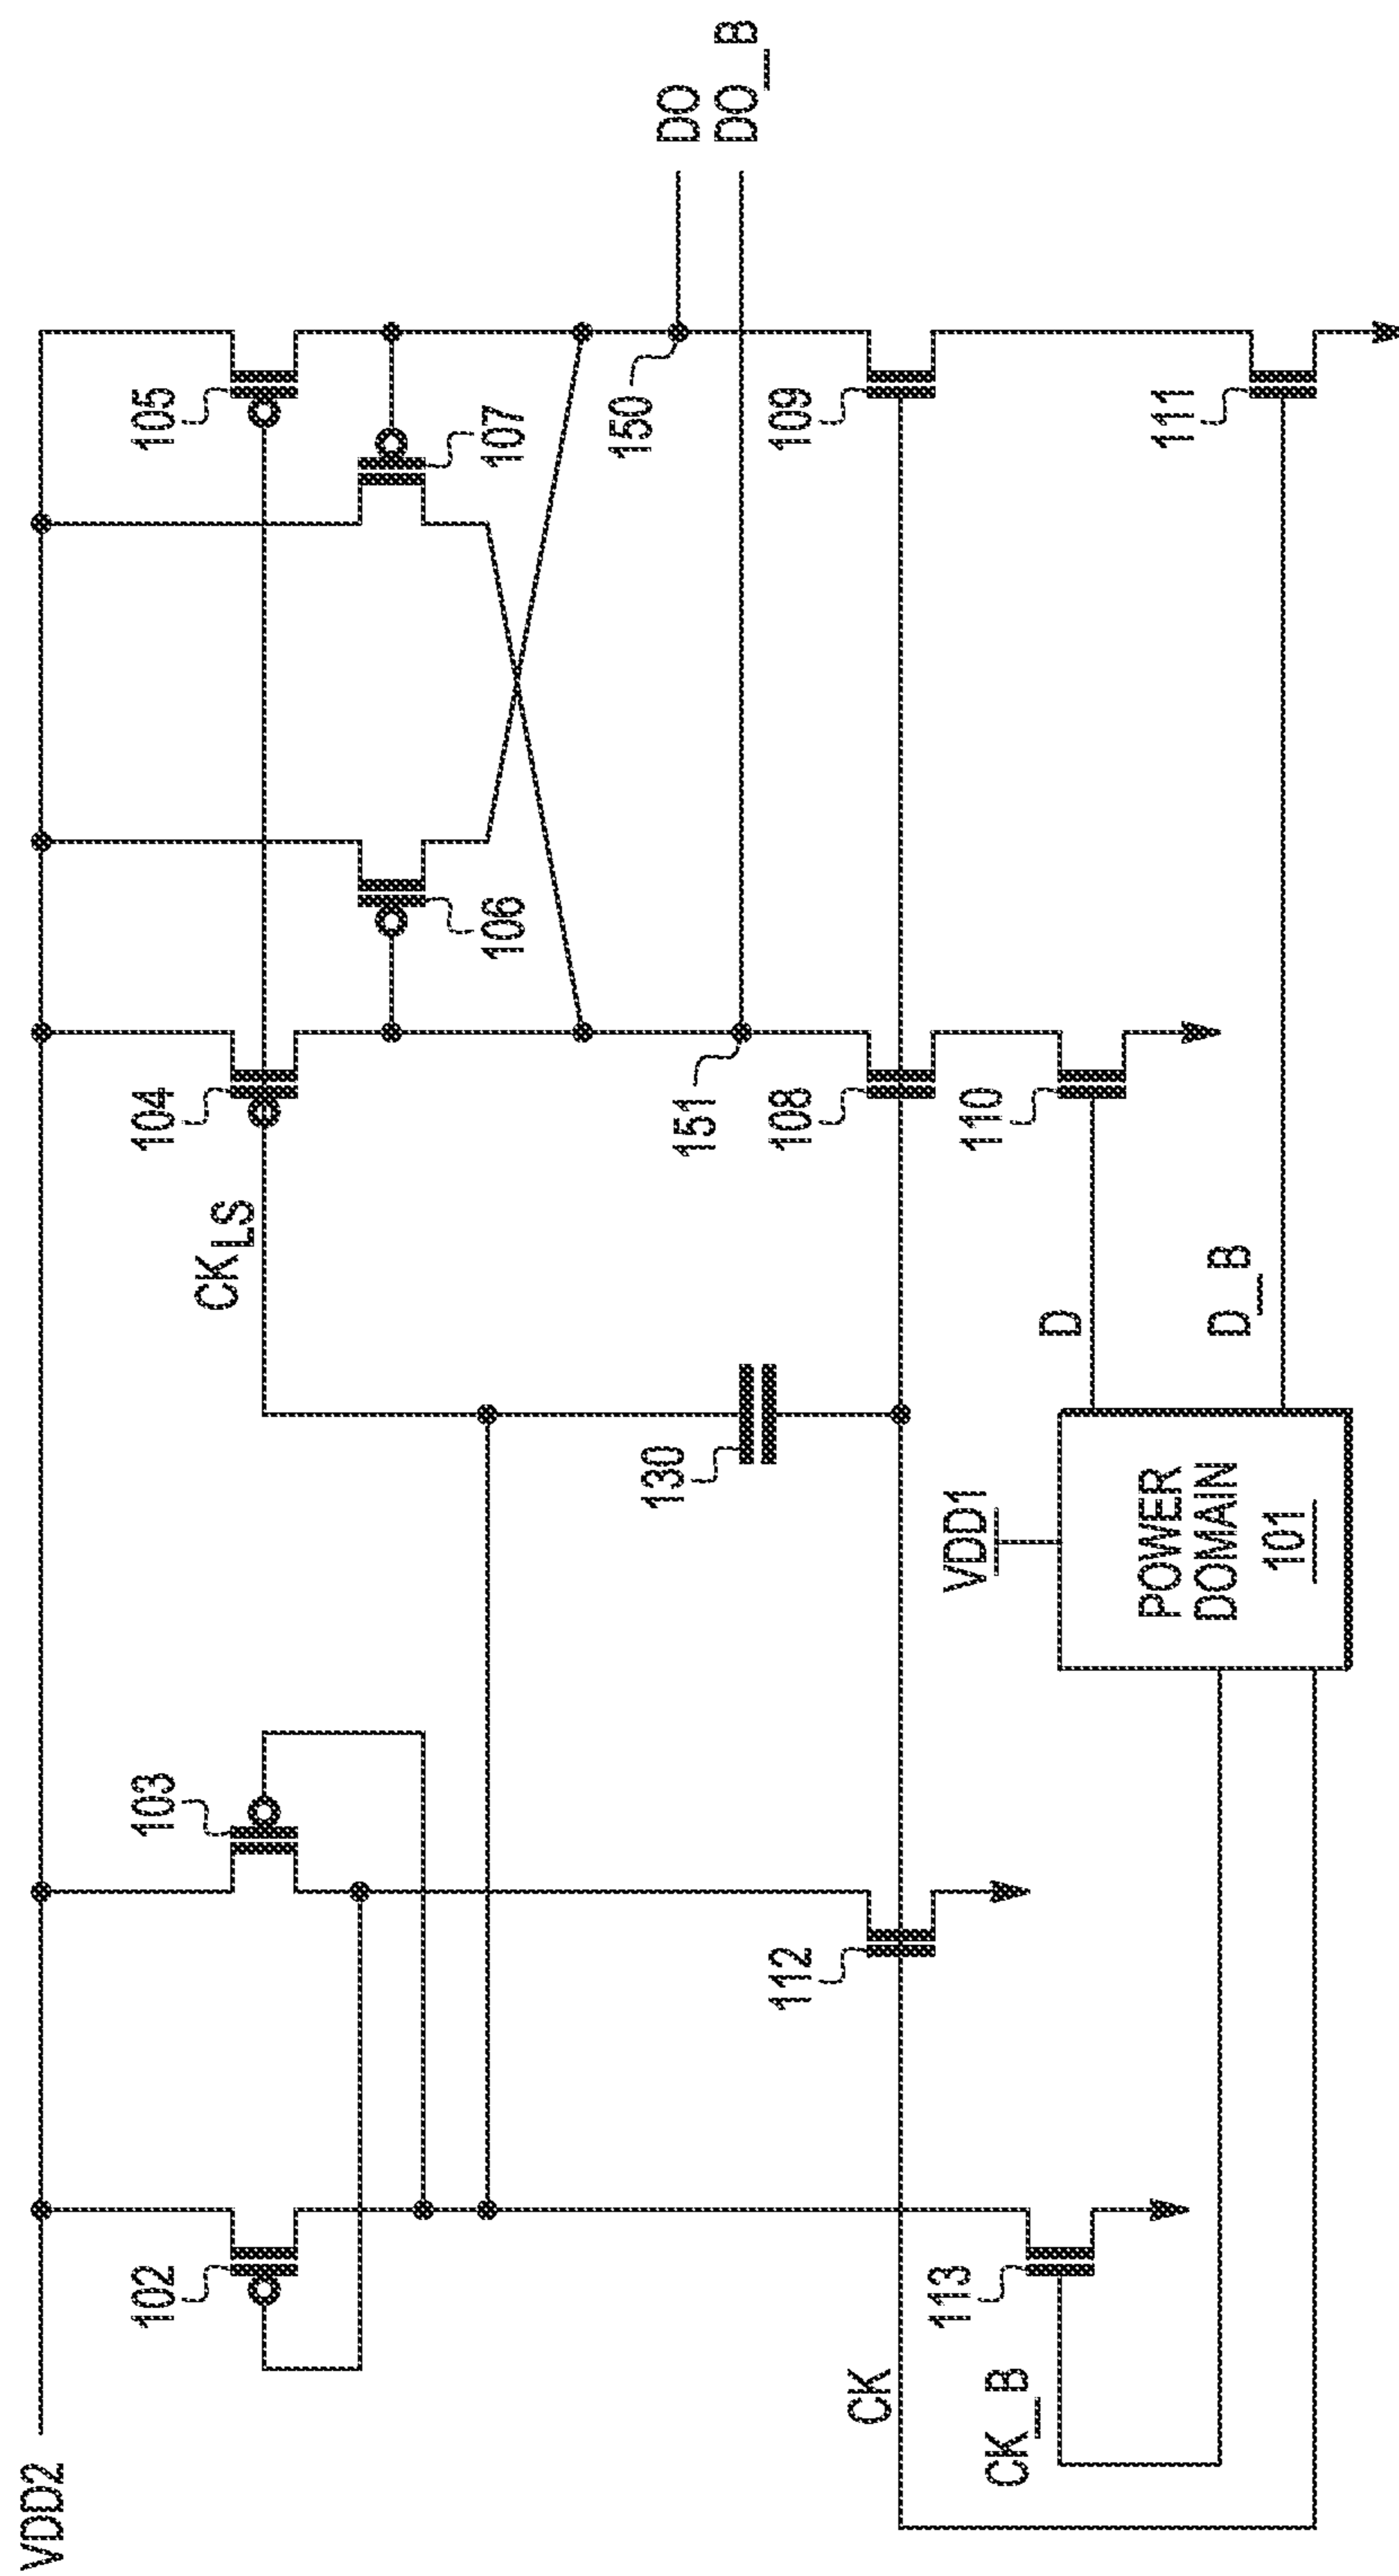 VDD2
102
103
CK_LS
104
105
106
107
130
151
150
DO
DO_B
CK
112
108
109
CK_B
113
VDD1
POWER
DOMAIN
101
D
110
D_B
111